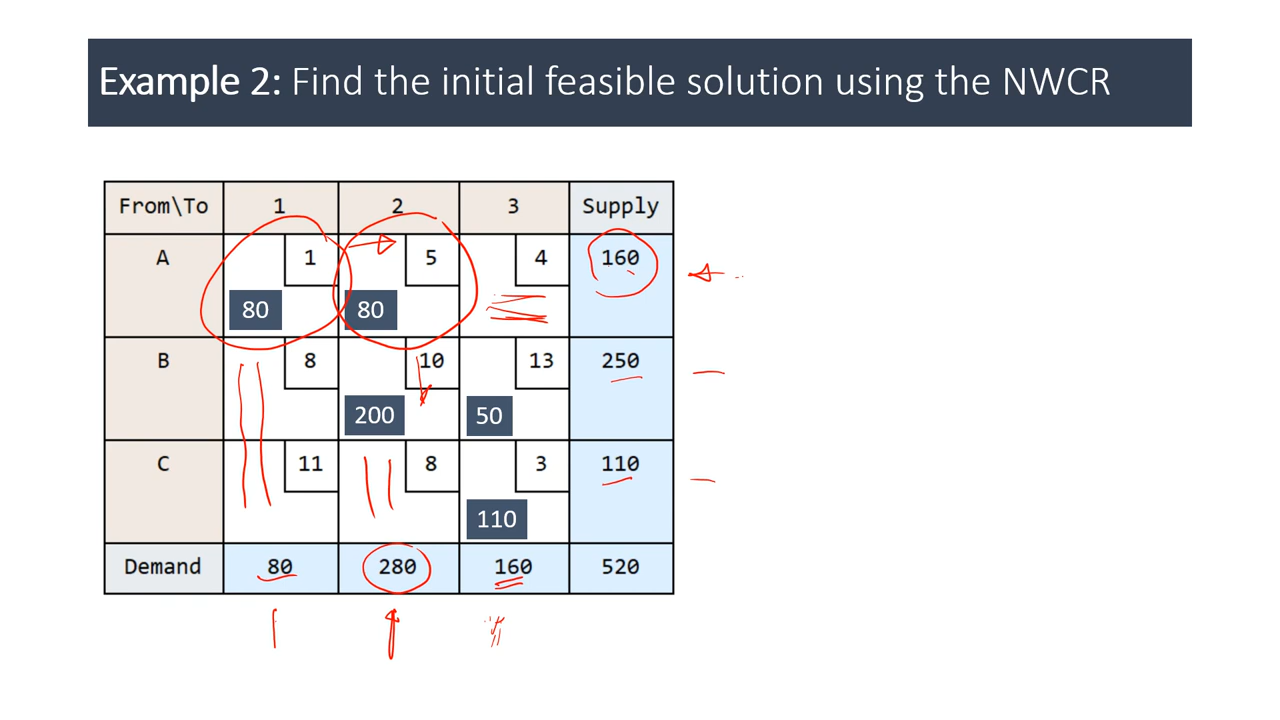 Example 2: Find the initial feasible solution using the NWCR
From\To 1 2 3 Supply
A 1 5 4 160
80 80
B 8 10 13 250
200 50
C 11 8 3 110
110
Demand 80 280 160 520